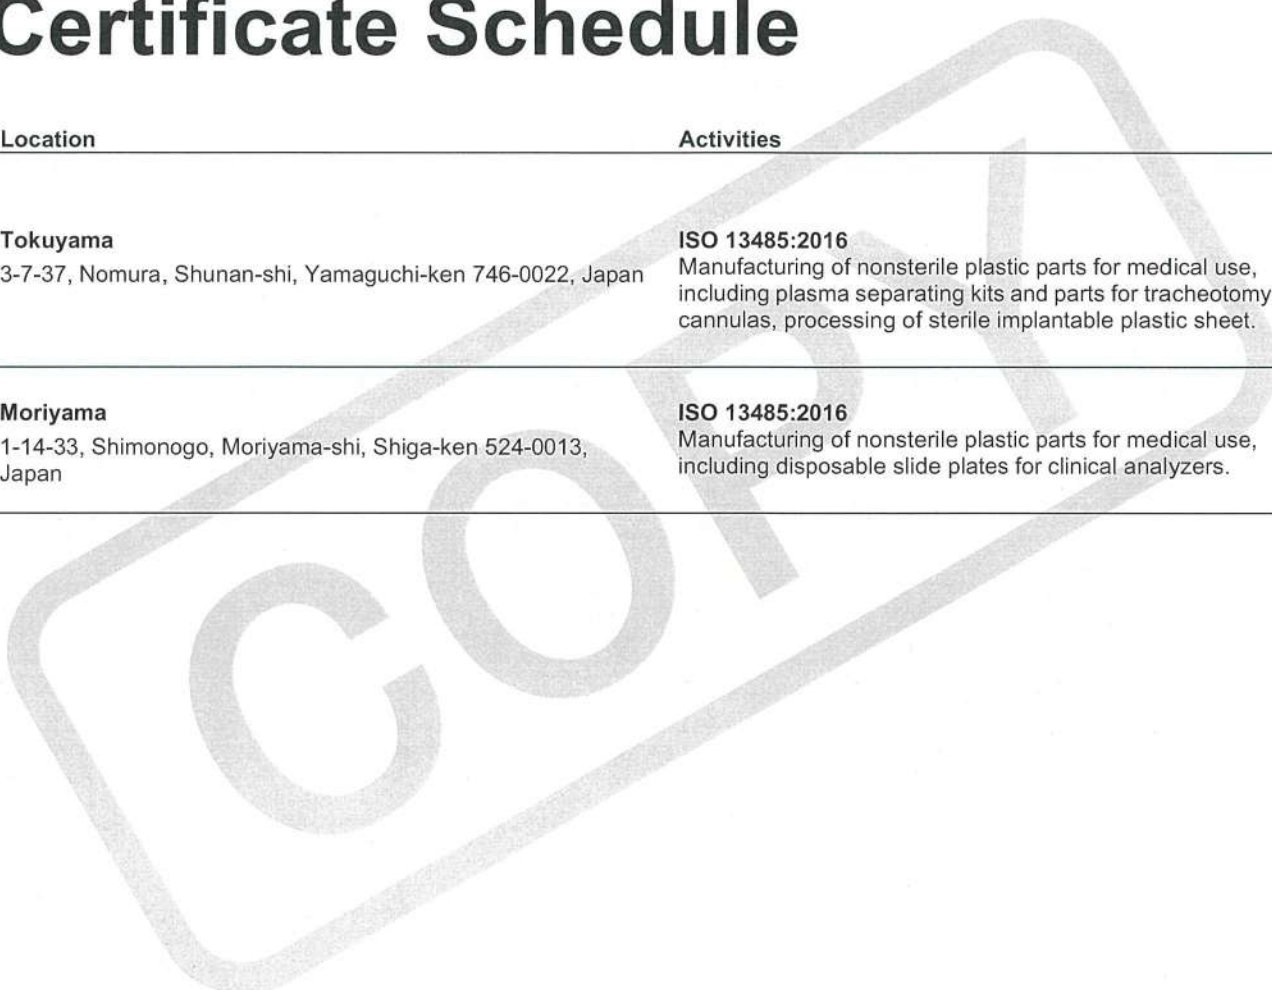 Certificate Schedule
Location Activities
Tokuyama
3-7-37, Nomura, Shunan-shi, Yamaguchi-ken 746-0022, Japan
ISO 13485:2016
Manufacturing of nonsterile plastic parts for medical use,
including plasma separating kits and parts for tracheotomy
cannulas, processing of sterile implantable plastic sheet.
Moriyama
1-14-33, Shimonogo, Moriyama-shi, Shiga-ken 524-0013,
Japan
ISO 13485:2016
Manufacturing of nonsterile plastic parts for medical use,
including disposable slide plates for clinical analyzers.
COPY